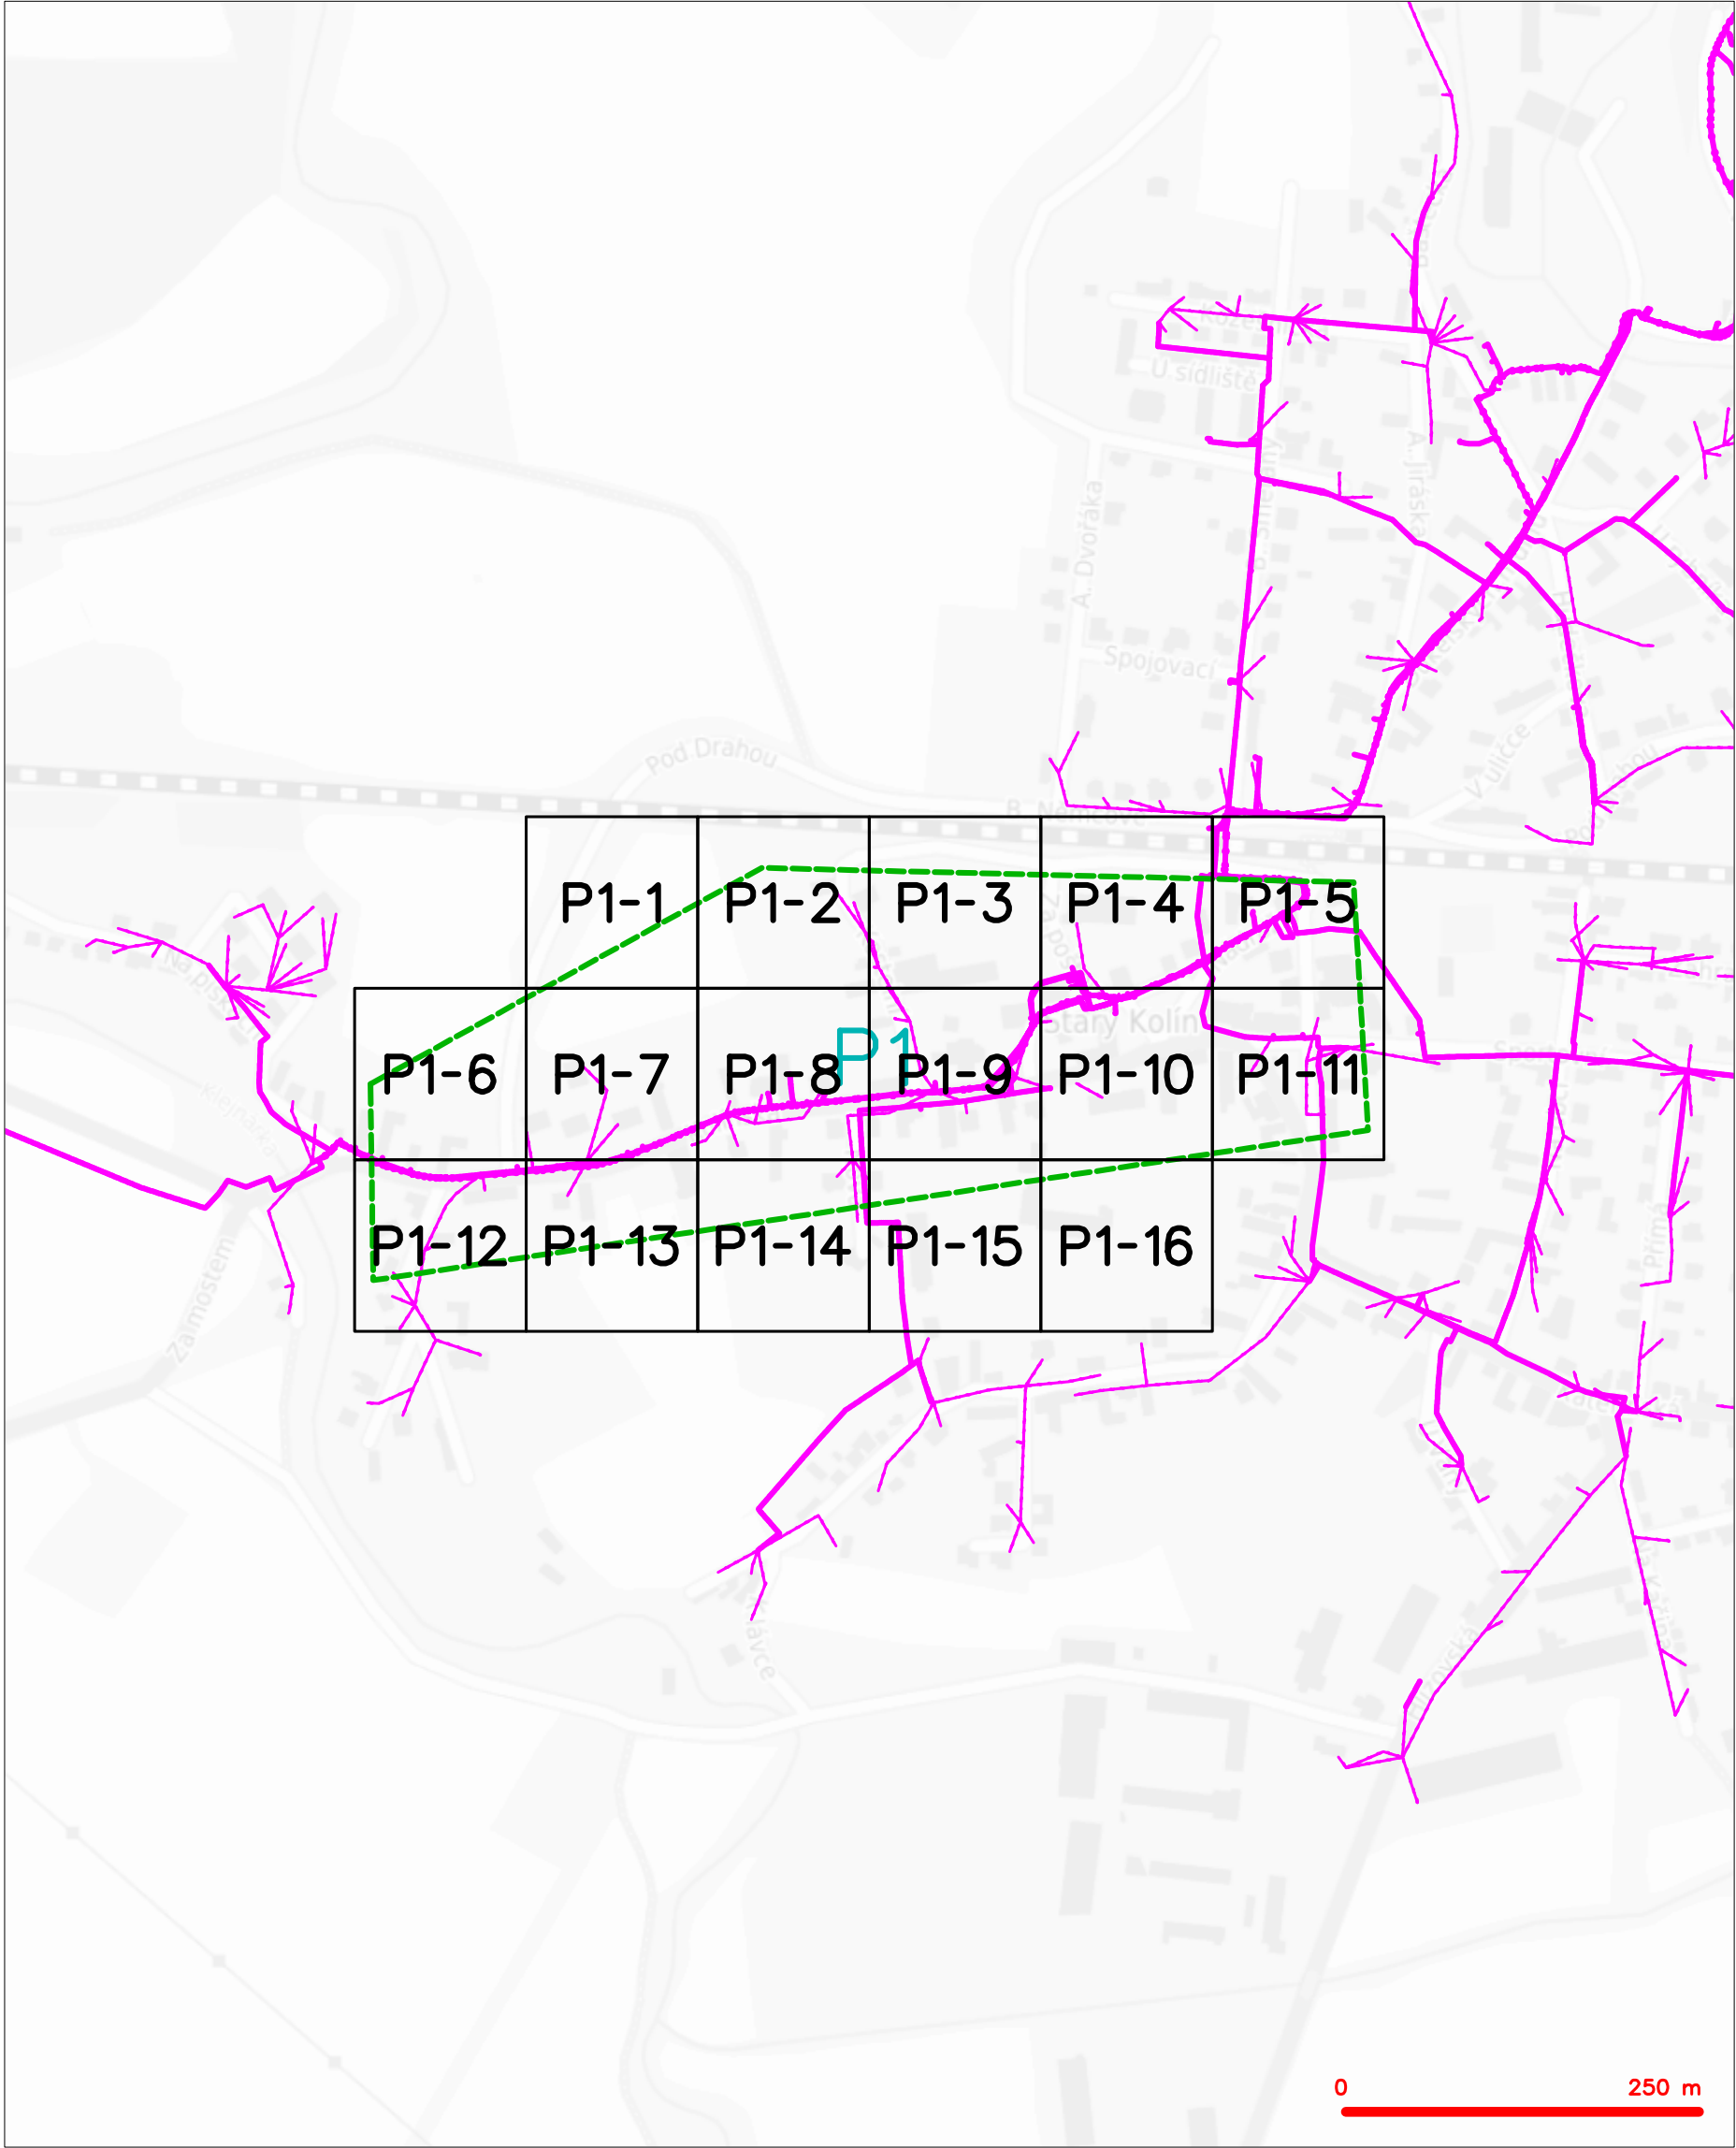 U sídliště
A. Jiráska
A. Dvořáka
Spojovací
Pod Drahou
V uličce
B. Němcové
P1-1
P1-2
P1-3
P1-4
P1-5
Starý Kolín
P1
P1-6
P1-7
P1-8
P1-9
P1-10
P1-11
P1-12
P1-13
P1-14
P1-15
P1-16
Zálmostem
Přímá
0
250 m